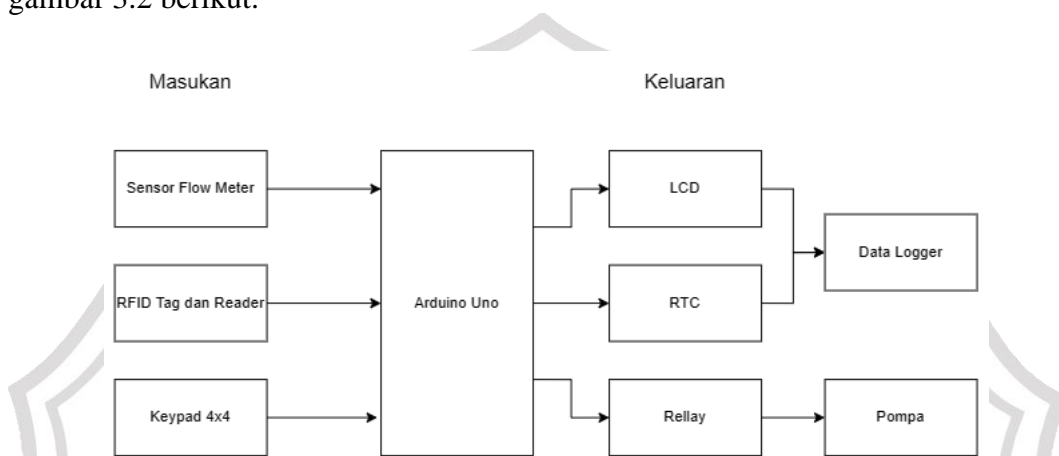 gambar 3.2 berikut.
Masukan
Keluaran
Sensor Flow Meter
LCD
Data Logger
RFID Tag dan Reader
Arduino Uno
RTC
Keypad 4x4
Rellay
Pompa